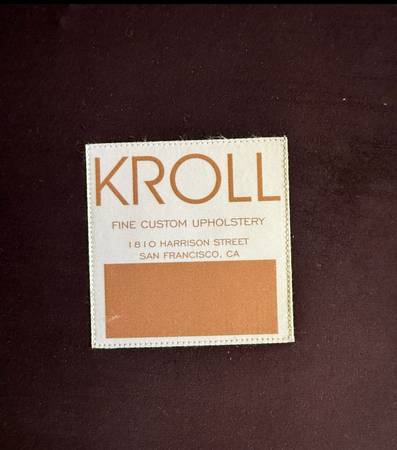 KROLL
FINE CUSTOM UPHOLSTERY
1810 HARRISON STREET
SAN FRANCISCO, CA